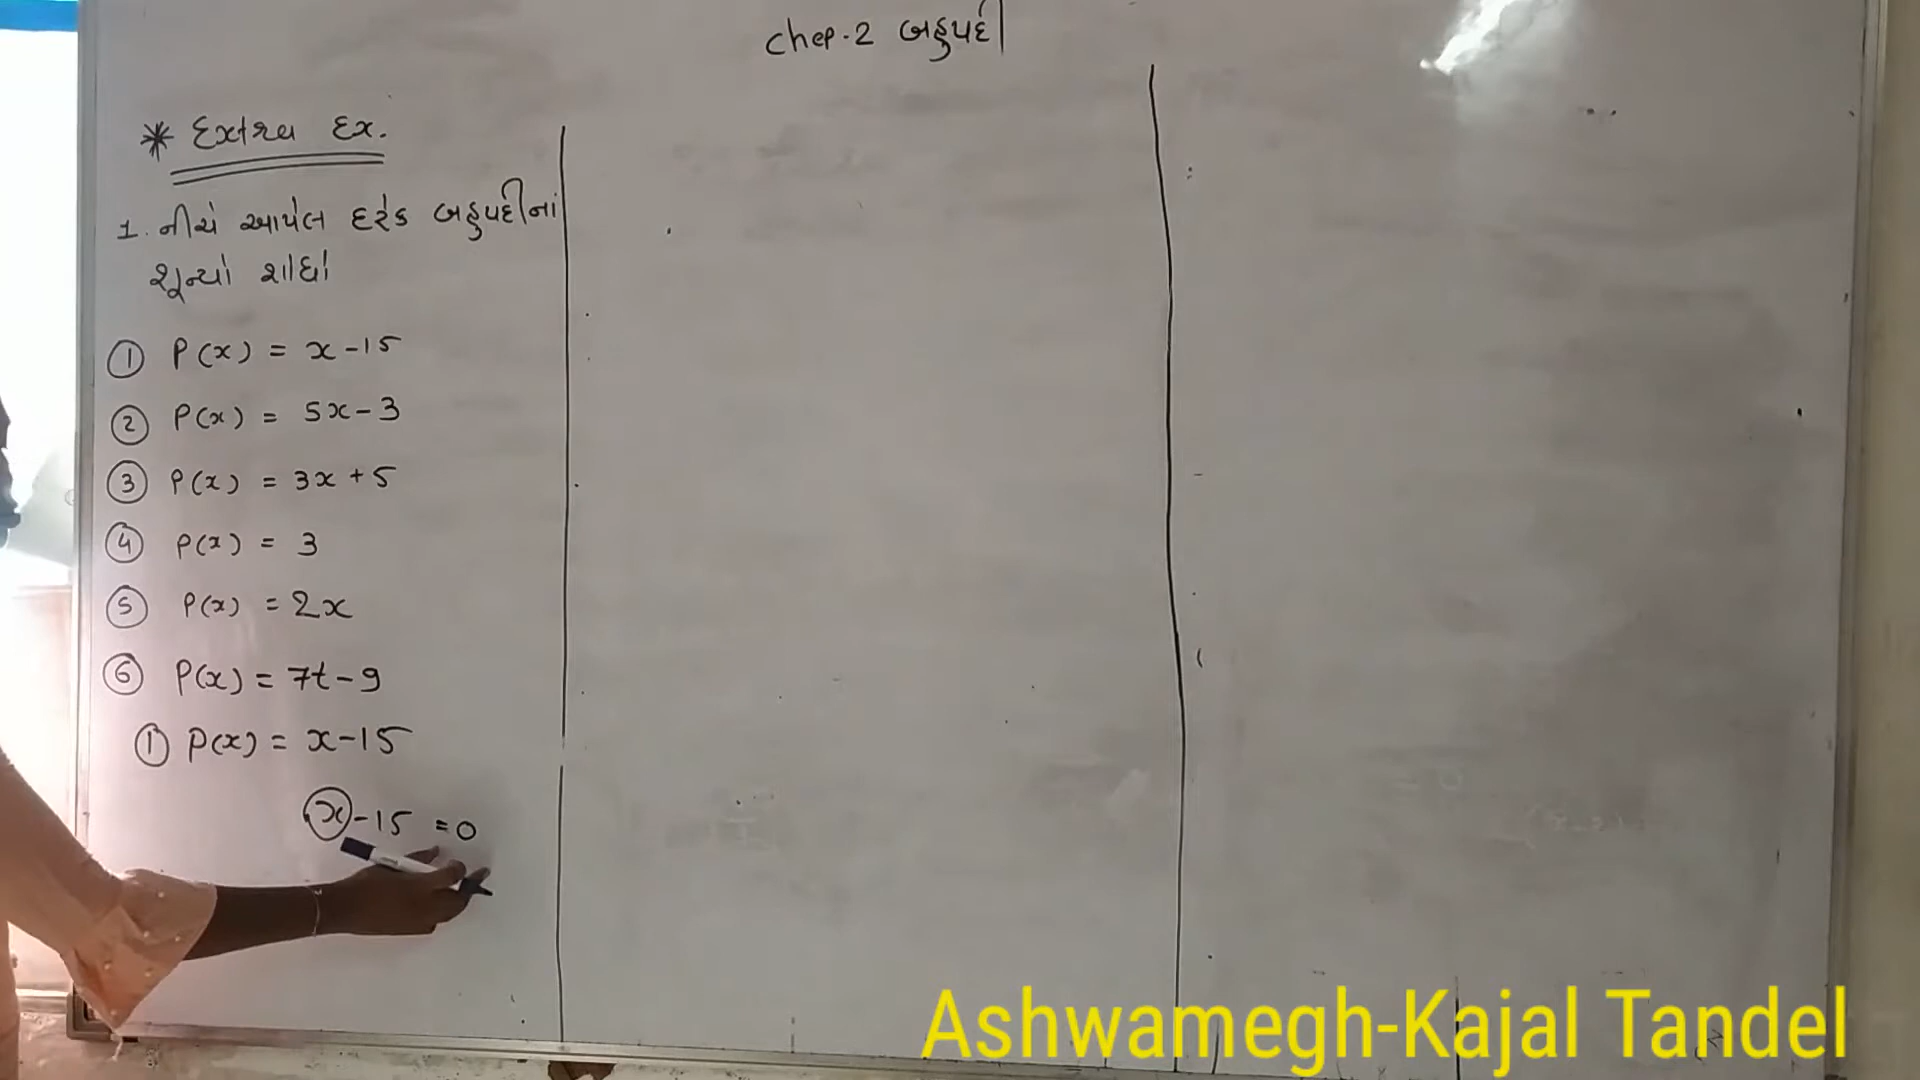 Chep.2 બહુપદી
* Extra Ex.
1. નીચે આપેલ દરેક બહુપદીનાં
શૂન્યો શોધો
① P(x) = x-15
② P(x) = 5x-3
③ P(x) = 3x+5
④ P(x) = 3
⑤ P(x) = 2x
⑥ P(x) = 7t-9
① P(x) = x-15
x-15 = 0
Ashwamegh-Kajal Tandel